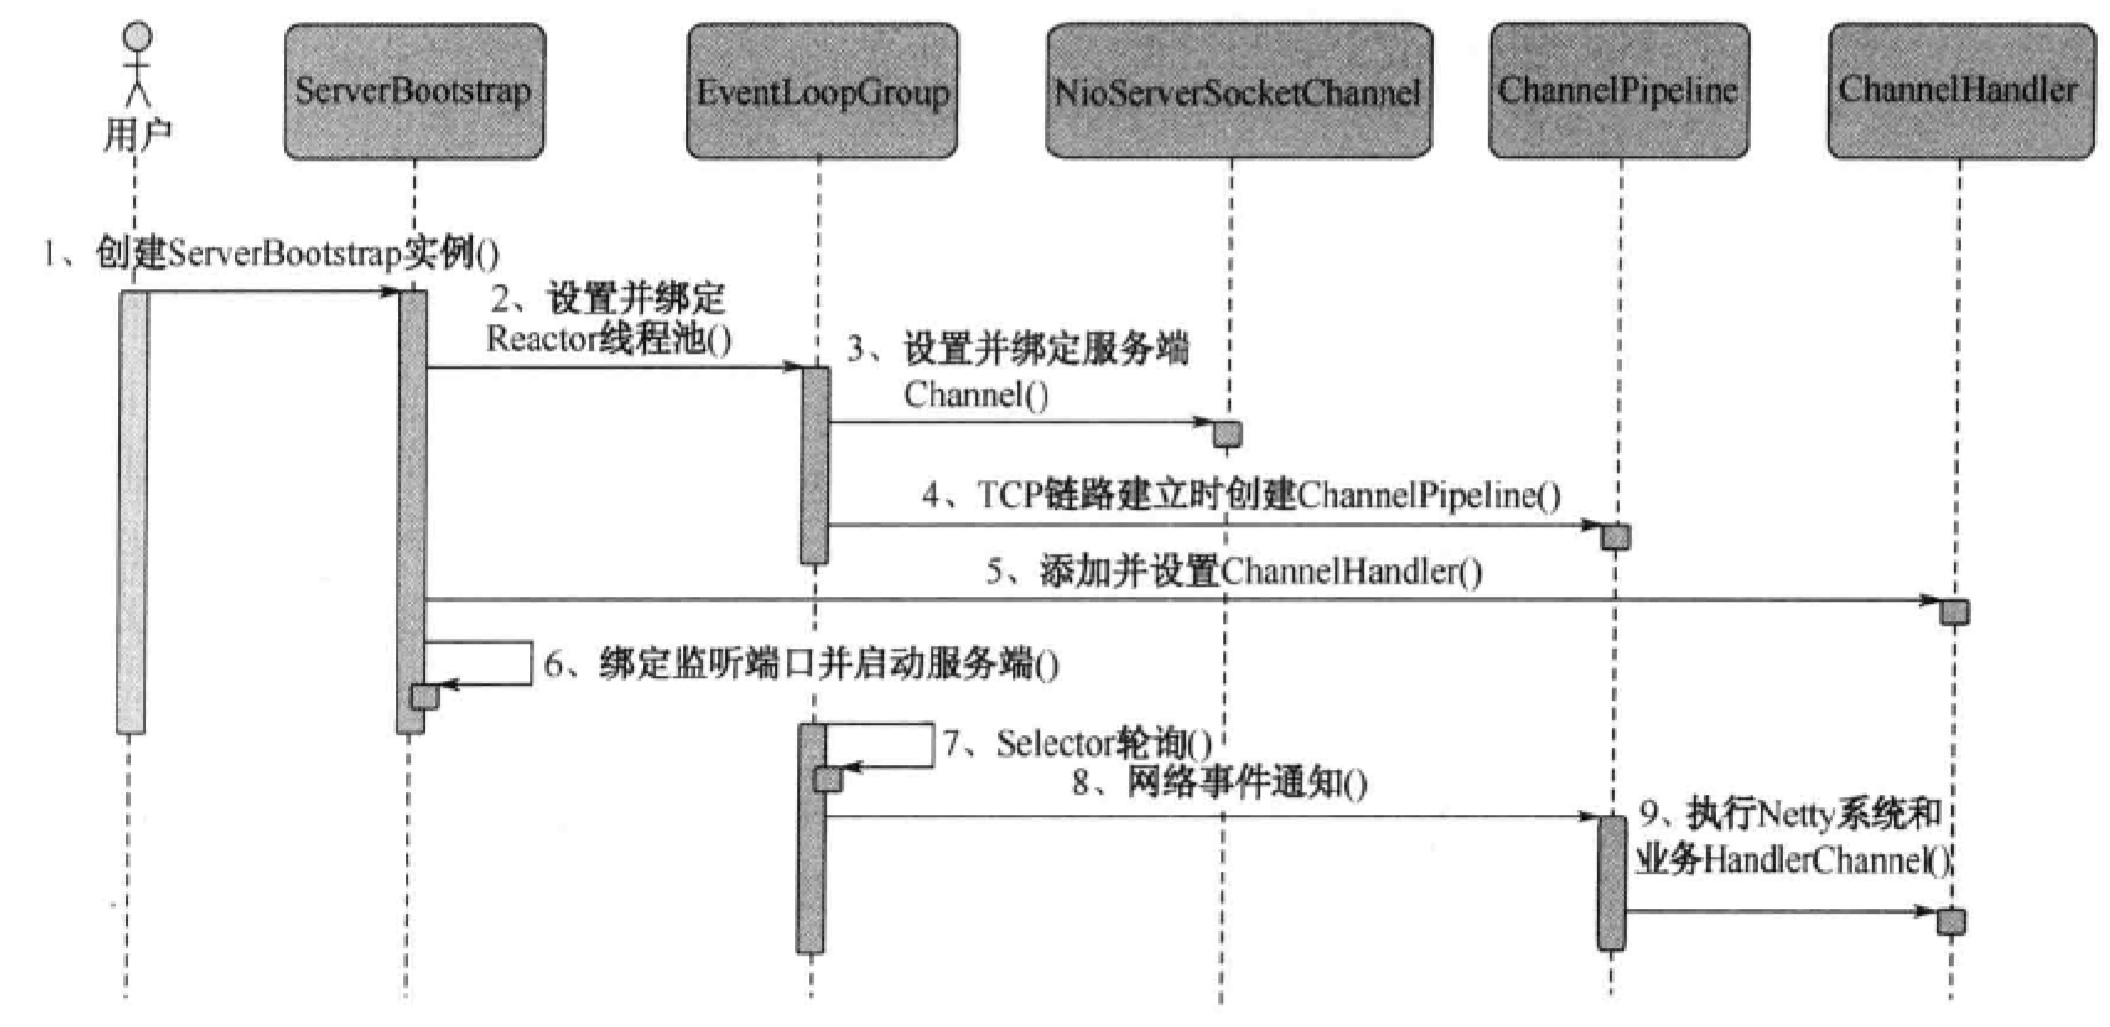 用户
ServerBootstrap
EventLoopGroup
NioServerSocketChannel
ChannelPipeline
ChannelHandler
1、创建ServerBootstrap实例()
2、设置并绑定
Reactor线程池()
3、设置并绑定服务端
Channel()
4、TCP链路建立时创建ChannelPipeline()
5、添加并设置ChannelHandler()
6、绑定监听端口并启动服务端()
7、Selector轮询()
8、网络事件通知()
9、执行Netty系统和
业务HandlerChannel()